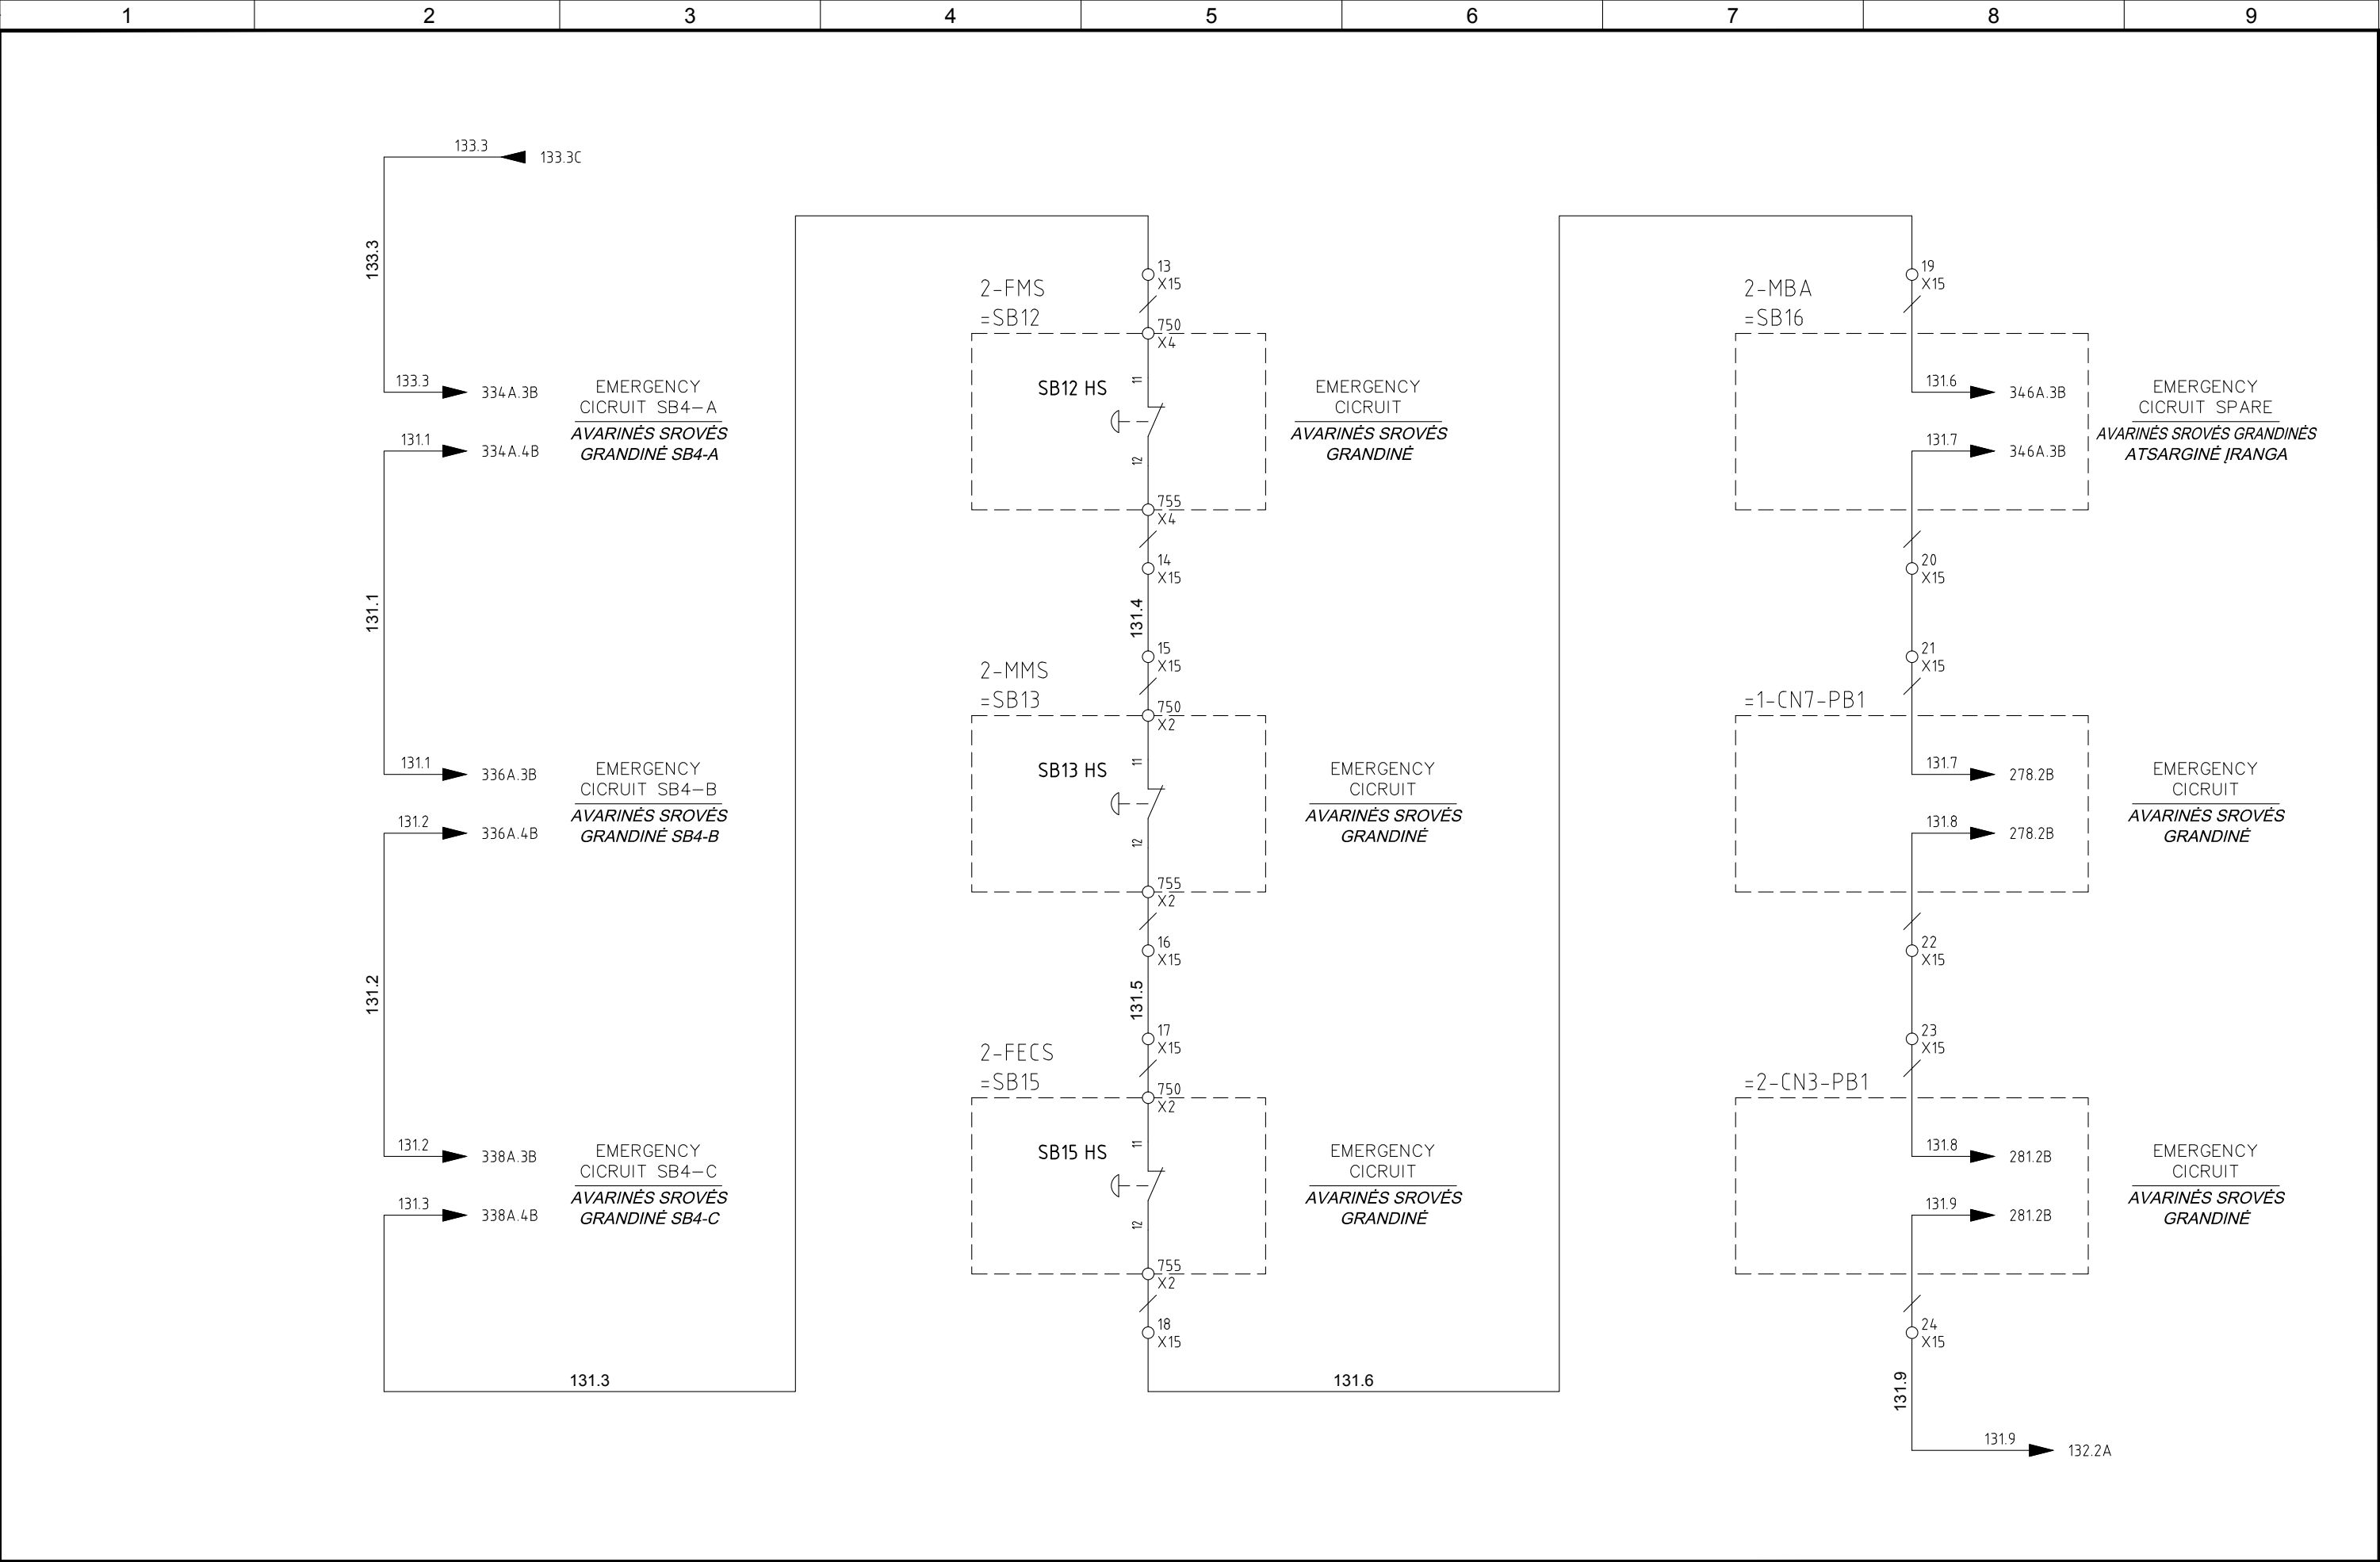 1 2 3 4 5 6 7 8 9
133.3
133.3C
133.3
133.3
334A.3B
EMERGENCY
CICRUIT SB4-A
AVARINĖS SROVĖS
GRANDINĖ SB4-A
131.1
334A.4B
131.1
131.1
336A.3B
EMERGENCY
CICRUIT SB4-B
AVARINĖS SROVĖS
GRANDINĖ SB4-B
131.2
336A.4B
131.2
131.2
338A.3B
EMERGENCY
CICRUIT SB4-C
AVARINĖS SROVĖS
GRANDINĖ SB4-C
131.3
338A.4B
131.3
13
X15
2-FMS
=SB12
750
X4
11
SB12 HS
12
EMERGENCY
CICRUIT
AVARINĖS SROVĖS
GRANDINĖ
755
X4
14
X15
131.4
15
X15
2-MMS
=SB13
750
X2
11
SB13 HS
12
EMERGENCY
CICRUIT
AVARINĖS SROVĖS
GRANDINĖ
755
X2
16
X15
131.5
17
X15
2-FECS
=SB15
750
X2
11
SB15 HS
12
EMERGENCY
CICRUIT
AVARINĖS SROVĖS
GRANDINĖ
755
X2
18
X15
131.6
19
X15
2-MBA
=SB16
131.6
346A.3B
131.7
346A.3B
EMERGENCY
CICRUIT SPARE
AVARINĖS SROVĖS GRANDINĖS
ATSARGINĖ ĮRANGA
20
X15
21
X15
=1-CN7-PB1
131.7
278.2B
131.8
278.2B
EMERGENCY
CICRUIT
AVARINĖS SROVĖS
GRANDINĖ
22
X15
23
X15
=2-CN3-PB1
131.8
281.2B
131.9
281.2B
EMERGENCY
CICRUIT
AVARINĖS SROVĖS
GRANDINĖ
24
X15
131.9
131.9
132.2A